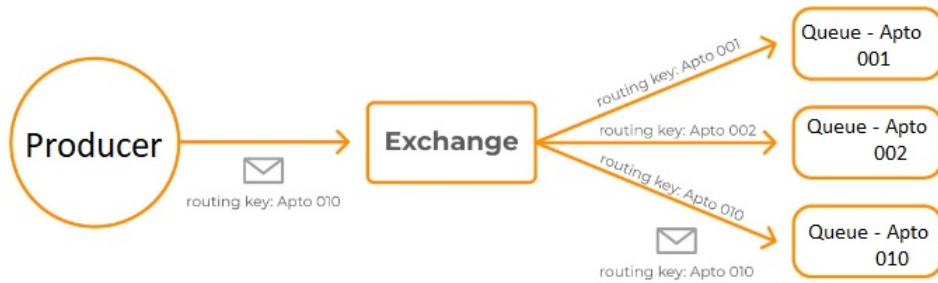 Producer
routing key: Apto 010
Exchange
routing key: Apto 001
routing key: Apto 002
routing key: Apto 010
routing key: Apto 010
Queue - Apto
001
Queue - Apto
002
Queue - Apto
010